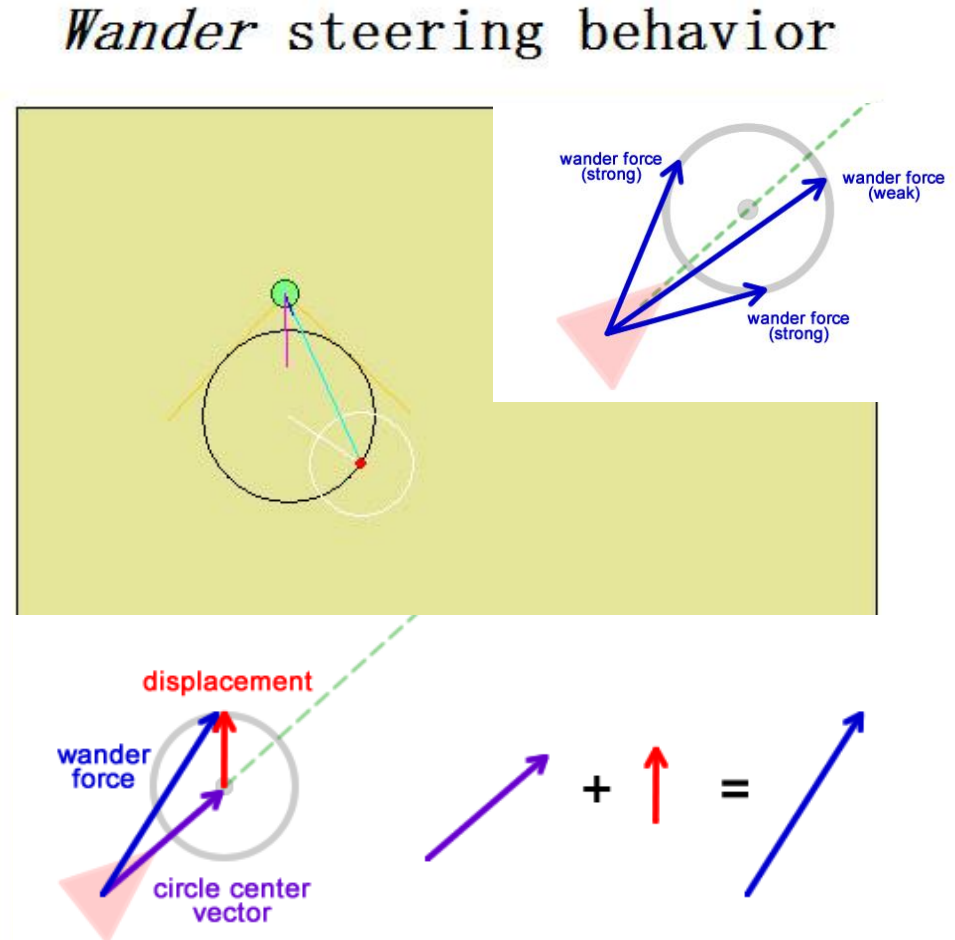 Wander steering behavior
wander force
(strong)
wander force
(weak)
wander force
(strong)
displacement
wander
force
circle center
vector
+
=